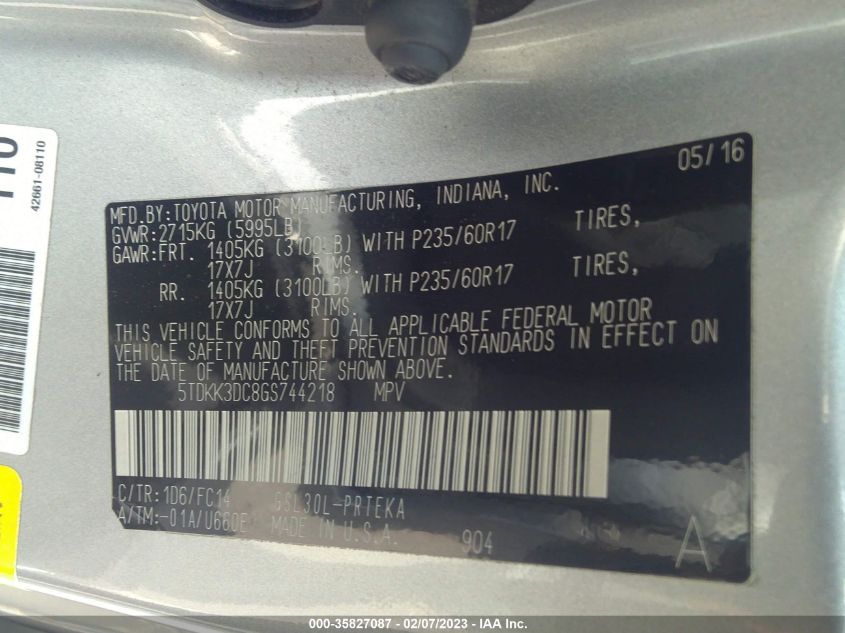 110
42661-08110
05/16
MFD.BY:TOYOTA MOTOR MANUFACTURING, INDIANA, INC.
GVWR:2715KG (5995LB)
GAWR:FRT. 1405KG (3100LB) WITH P235/60R17 TIRES,
17X7J RIMS.
RR. 1405KG (3100LB) WITH P235/60R17 TIRES,
17X7J RIMS.
THIS VEHICLE CONFORMS TO ALL APPLICABLE FEDERAL MOTOR
VEHICLE SAFETY AND THEFT PREVENTION STANDARDS IN EFFECT ON
THE DATE OF MANUFACTURE SHOWN ABOVE.
5TDKK3DC8GS744218 MPV
C/TR:1D6/FC14 GSL30L-PRTEKA
A/TM:-01A/U660E MADE IN U.S.A. 904 A
000-35827087 - 02/07/2023 - IAA Inc.